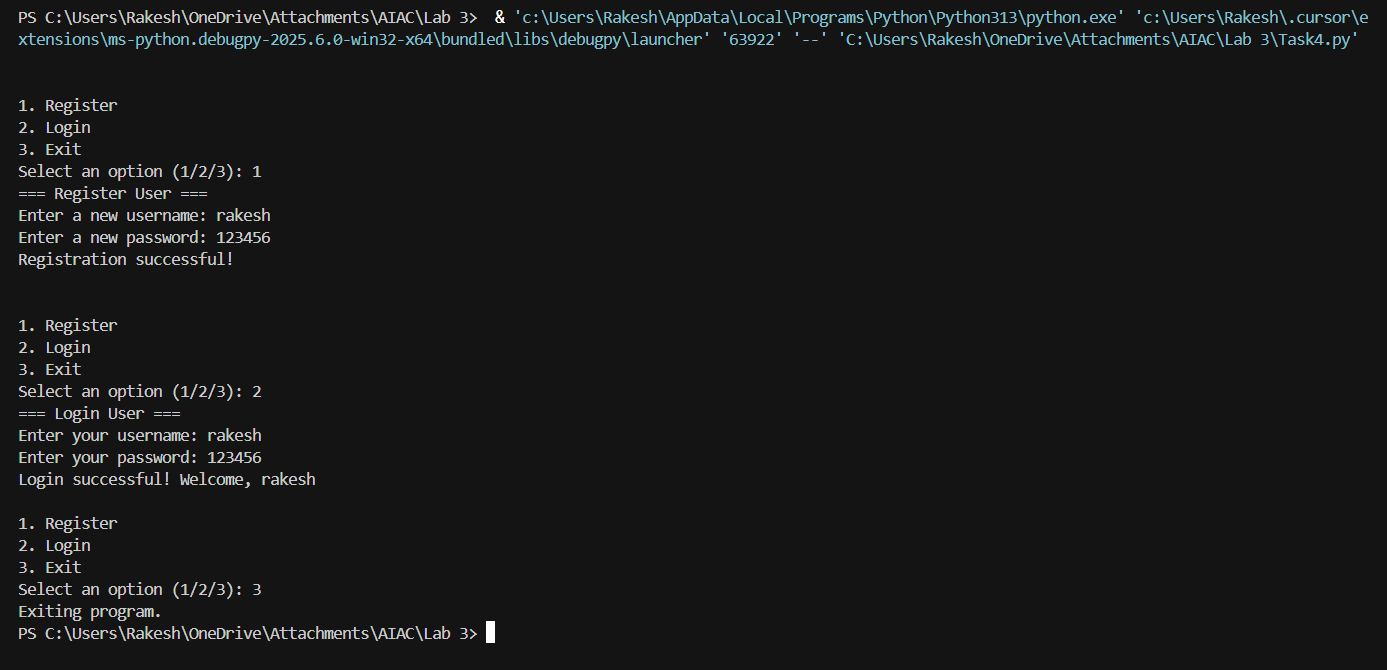 PS C:\Users\Rakesh\OneDrive\Attachments\AIAC\Lab 3>  & 'c:\Users\Rakesh\AppData\Local\Programs\Python\Python313\python.exe' 'c:\Users\Rakesh\.cursor\e
xtensions\ms-python.debugpy-2025.6.0-win32-x64\bundled\libs\debugpy\launcher' '63922' '--' 'C:\Users\Rakesh\OneDrive\Attachments\AIAC\Lab 3\Task4.py'
1. Register
2. Login
3. Exit
Select an option (1/2/3): 1
=== Register User ===
Enter a new username: rakesh
Enter a new password: 123456
Registration successful!
1. Register
2. Login
3. Exit
Select an option (1/2/3): 2
=== Login User ===
Enter your username: rakesh
Enter your password: 123456
Login successful! Welcome, rakesh
1. Register
2. Login
3. Exit
Select an option (1/2/3): 3
Exiting program.
PS C:\Users\Rakesh\OneDrive\Attachments\AIAC\Lab 3>